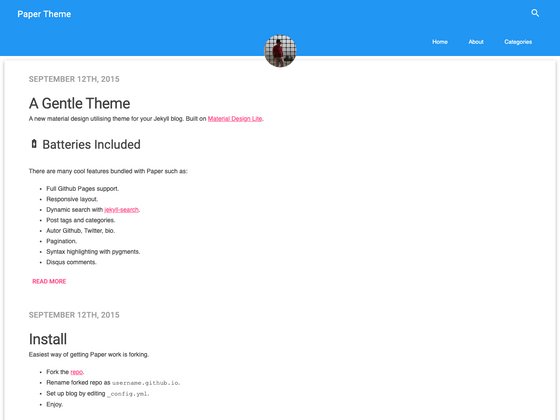 Paper Theme
Home
About
Categories
SEPTEMBER 12TH, 2015
A Gentle Theme
A new material design utilising theme for your Jekyll blog. Built on Material Design Lite.
Batteries Included
There are many cool features bundled with Paper such as:
Full Github Pages support.
Responsive layout.
Dynamic search with jekyll-search.
Post tags and categories.
Autor Github, Twitter, bio.
Pagination.
Syntax highlighting with pygments.
Disqus comments.
READ MORE
SEPTEMBER 12TH, 2015
Install
Easiest way of getting Paper work is forking.
Fork the repo.
Rename forked repo as username.github.io.
Set up blog by editing _config.yml.
Enjoy.